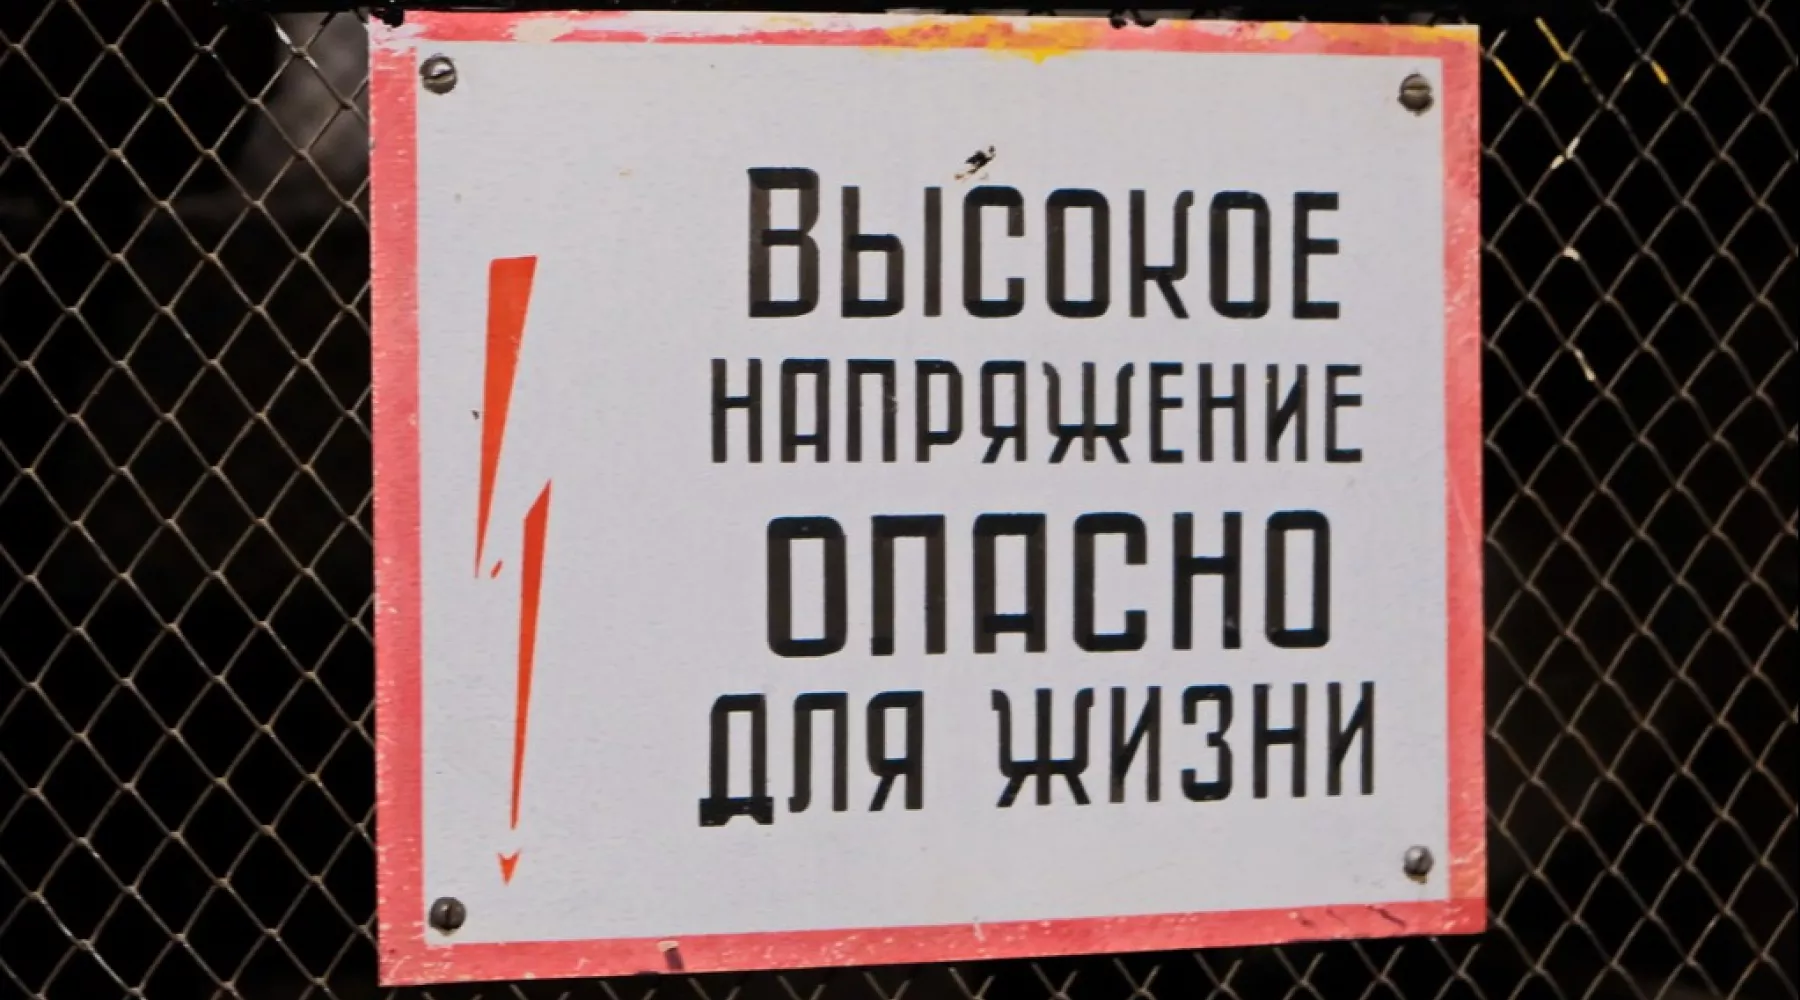 Высокое
напряжение
опасно
для жизни